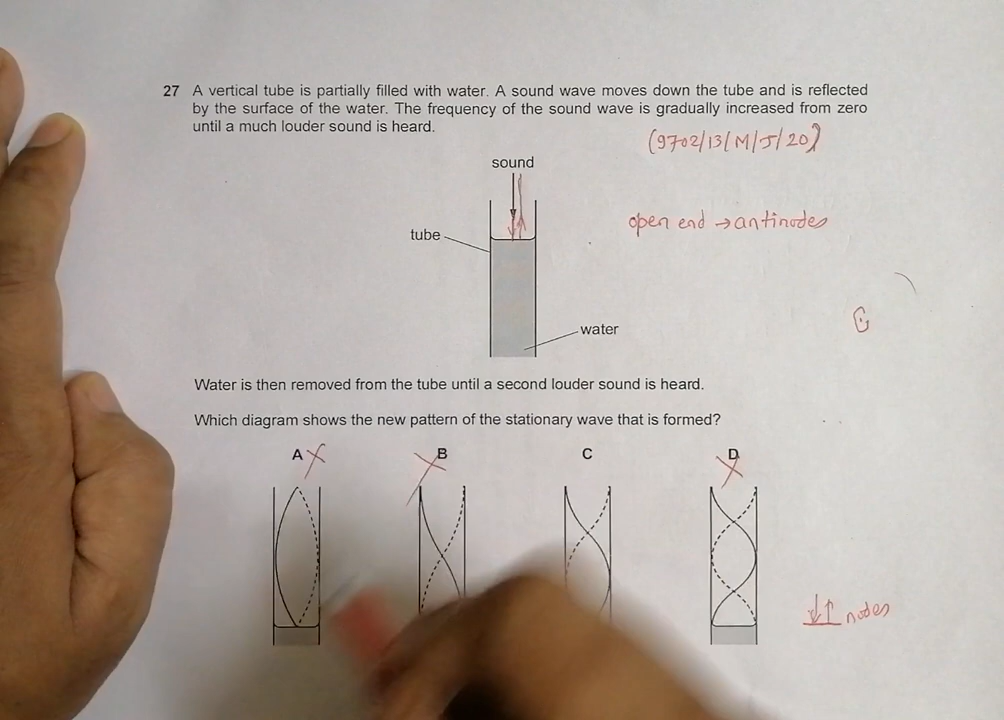 27 A vertical tube is partially filled with water. A sound wave moves down the tube and is reflected
by the surface of the water. The frequency of the sound wave is gradually increased from zero
until a much louder sound is heard.
(9702/13/M/J/20)
sound
open end → antinodes
tube
water
Water is then removed from the tube until a second louder sound is heard.
Which diagram shows the new pattern of the stationary wave that is formed?
A B C D
nodes